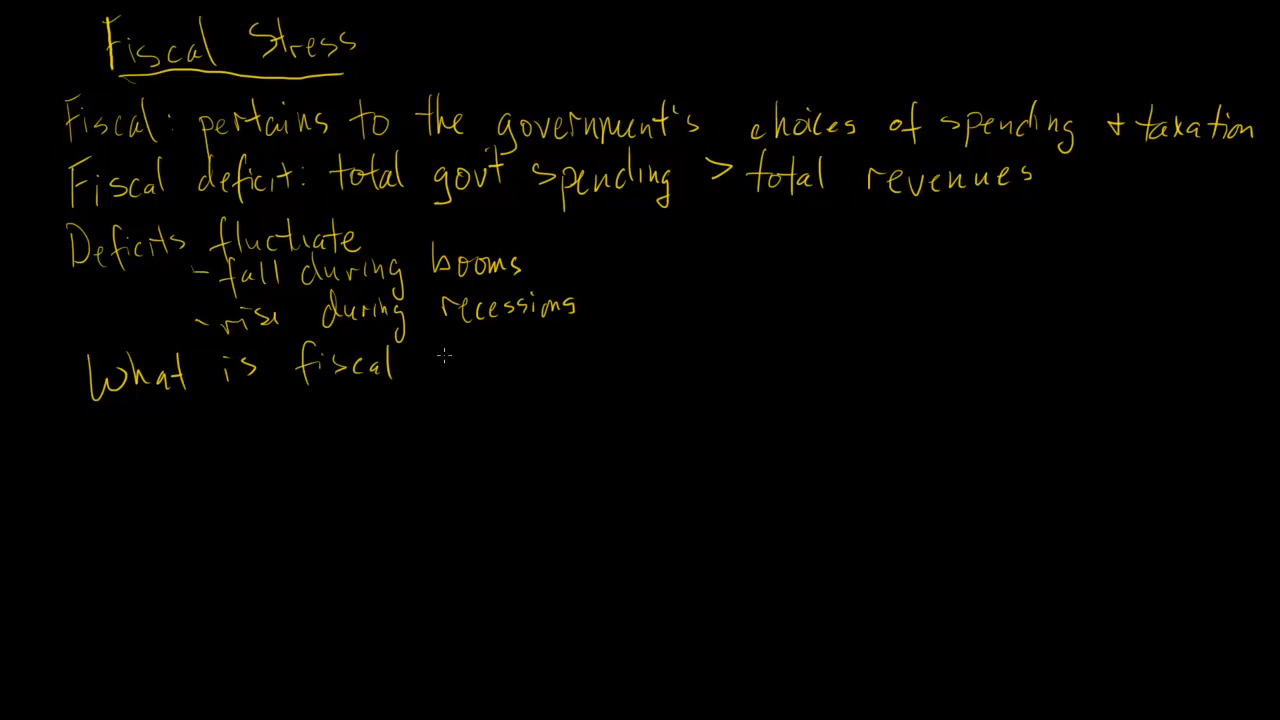 Fiscal Stress
Fiscal: pertains to the government's choices of spending + taxation
Fiscal deficit: total govt spending > total revenues
Deficits fluctuate
- fall during booms
- rise during recessions
What is fiscal